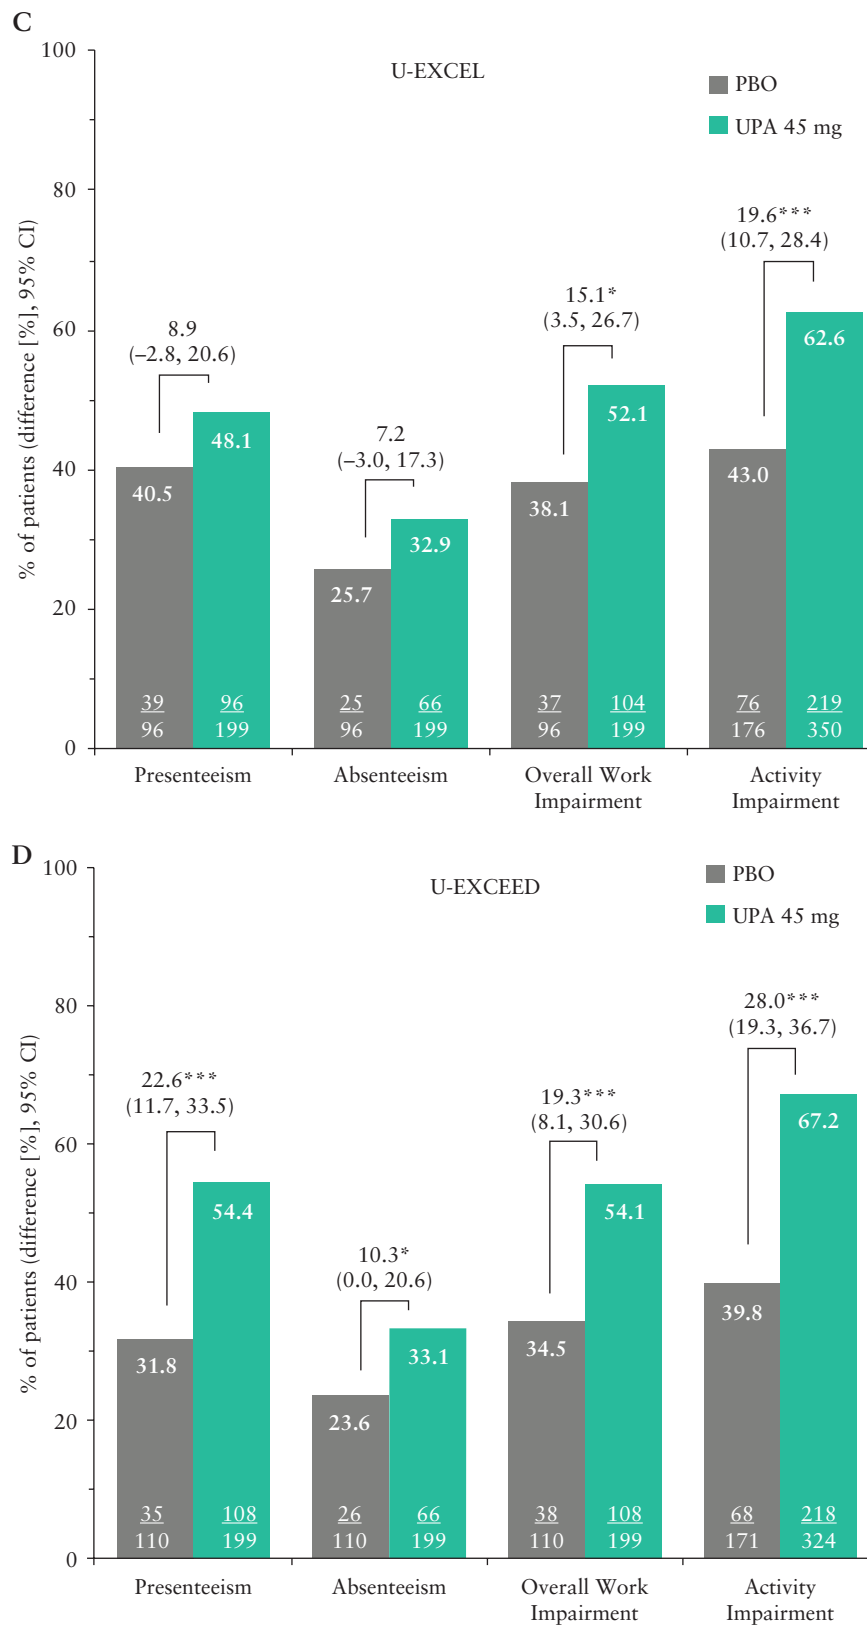 C
100
80
60
40
20
0
% of patients (difference [%], 95% CI)
U-EXCEL
PBO
UPA 45 mg
8.9
(–2.8, 20.6)
7.2
(–3.0, 17.3)
15.1*
(3.5, 26.7)
19.6***
(10.7, 28.4)
40.5
48.1
25.7
32.9
38.1
52.1
43.0
62.6
39 96 25 66 37 104 76 219
96 199 96 199 96 199 176 350
Presenteeism
Absenteeism
Overall Work
Impairment
Activity
Impairment
D
100
80
60
40
20
0
% of patients (difference [%], 95% CI)
U-EXCEED
PBO
UPA 45 mg
22.6***
(11.7, 33.5)
10.3*
(0.0, 20.6)
19.3***
(8.1, 30.6)
28.0***
(19.3, 36.7)
31.8
54.4
23.6
33.1
34.5
54.1
39.8
67.2
35 108 26 66 38 108 68 218
110 199 110 199 110 199 171 324
Presenteeism
Absenteeism
Overall Work
Impairment
Activity
Impairment